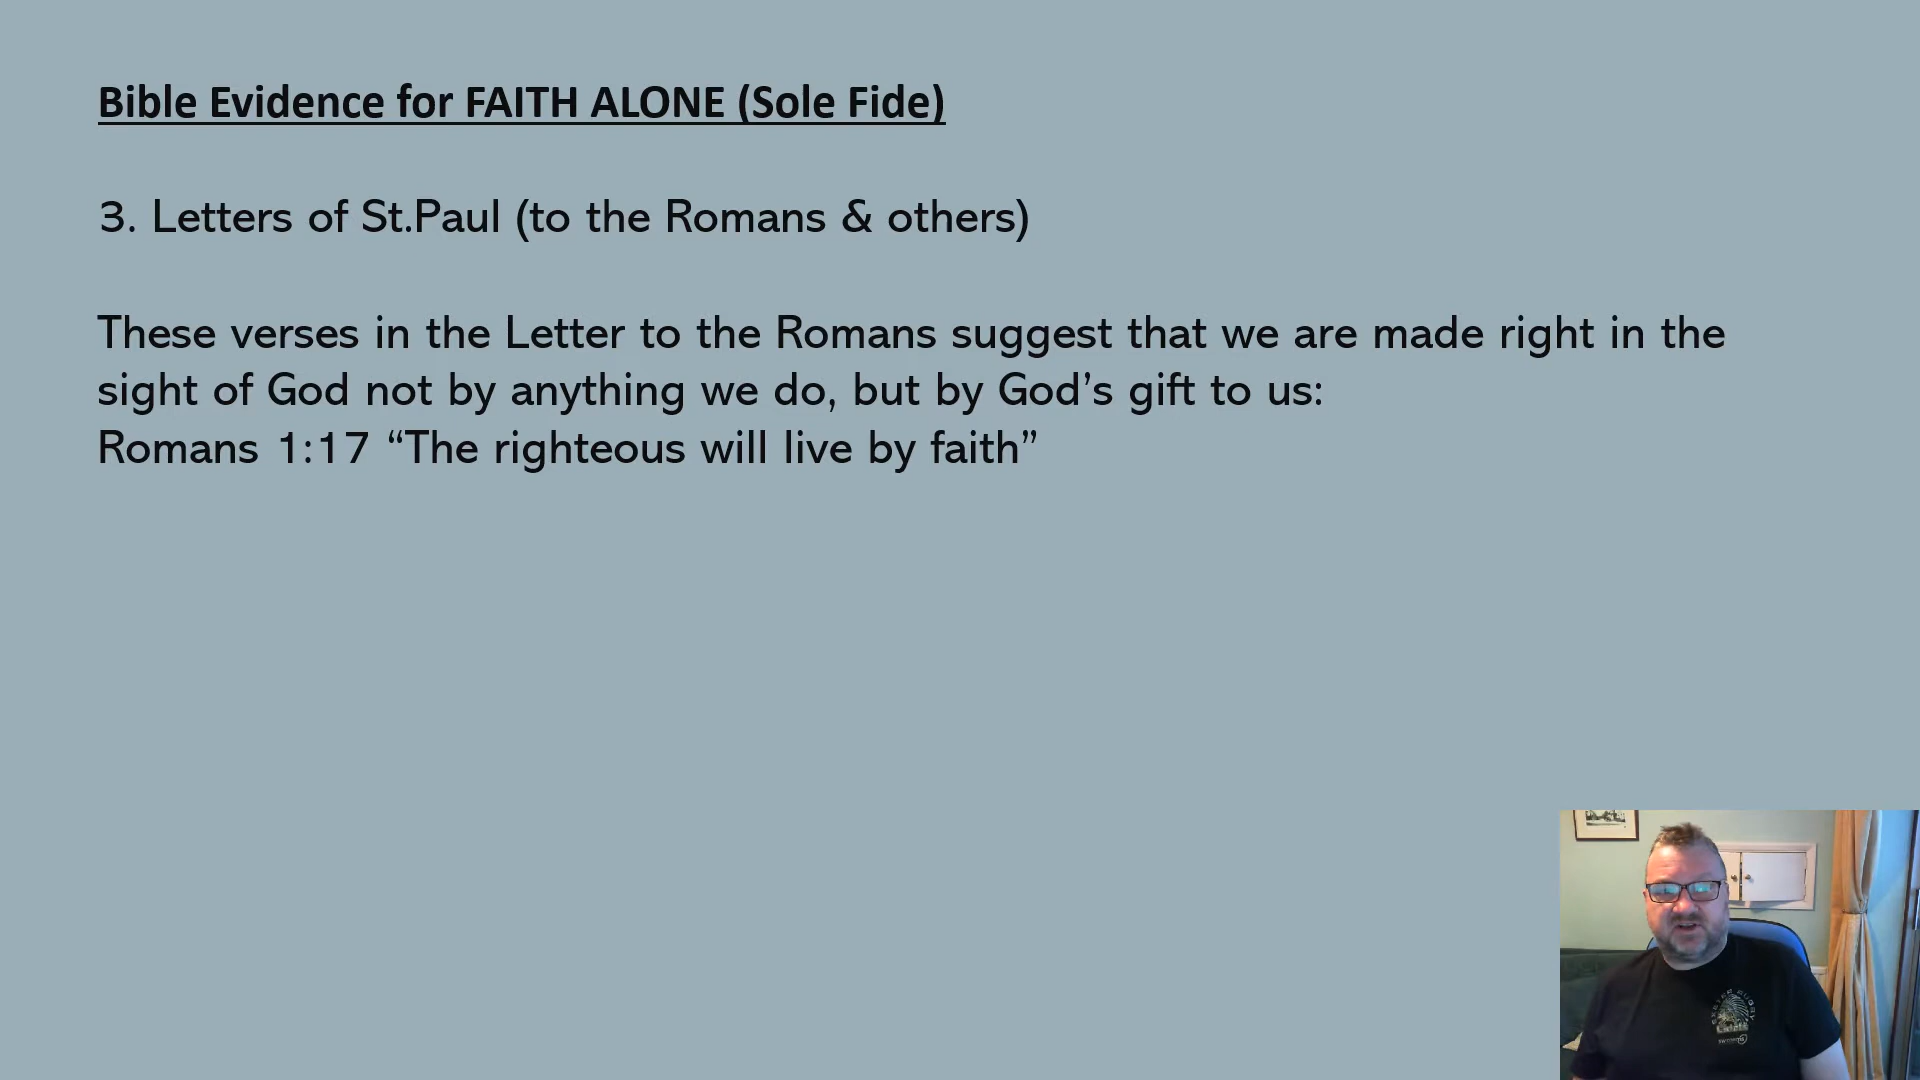 Bible Evidence for FAITH ALONE (Sole Fide)
3. Letters of St.Paul (to the Romans & others)
These verses in the Letter to the Romans suggest that we are made right in the
sight of God not by anything we do, but by God’s gift to us:
Romans 1:17 “The righteous will live by faith”
EXETER RUGBY